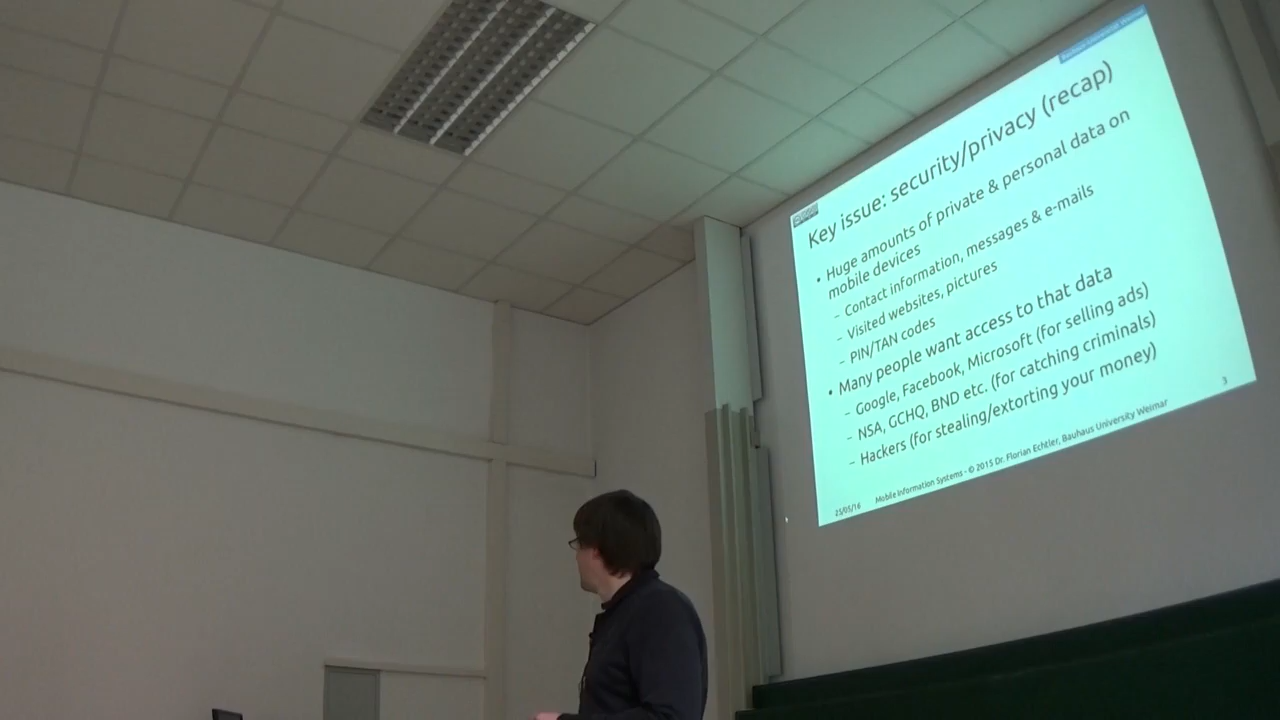 Key issue: security/privacy (recap)
• Huge amounts of private & personal data on
mobile devices
– Contact information, messages & e-mails
– Visited websites, pictures
– PIN/TAN codes
• Many people want access to that data
– Google, Facebook, Microsoft (for selling ads)
– NSA, GCHQ, BND etc. (for catching criminals)
– Hackers (for stealing/extorting your money)
25/05/16
Mobile Information Systems - © 2015 Dr. Florian Echtler, Bauhaus University Weimar
3